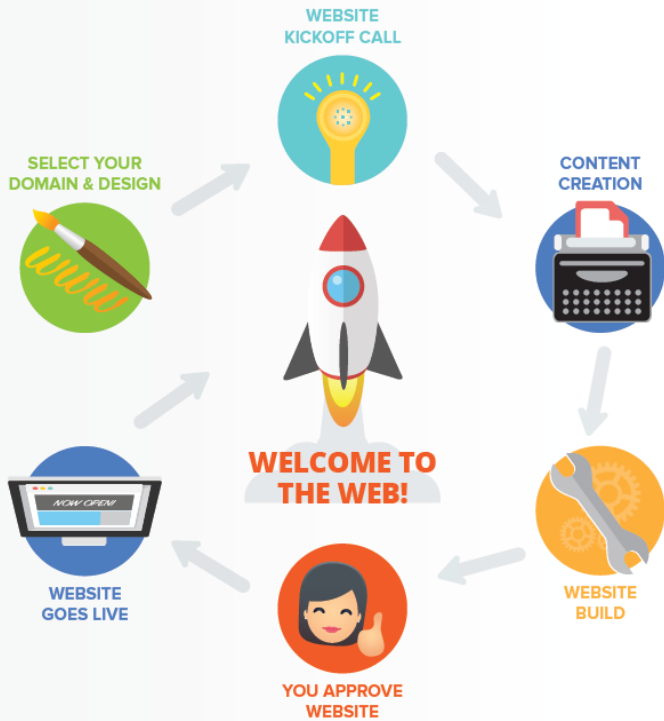 WEBSITE
KICKOFF CALL
SELECT YOUR
DOMAIN & DESIGN
www
CONTENT
CREATION
WELCOME TO
THE WEB!
NOW OPEN!
WEBSITE
GOES LIVE
WEBSITE
BUILD
YOU APPROVE
WEBSITE